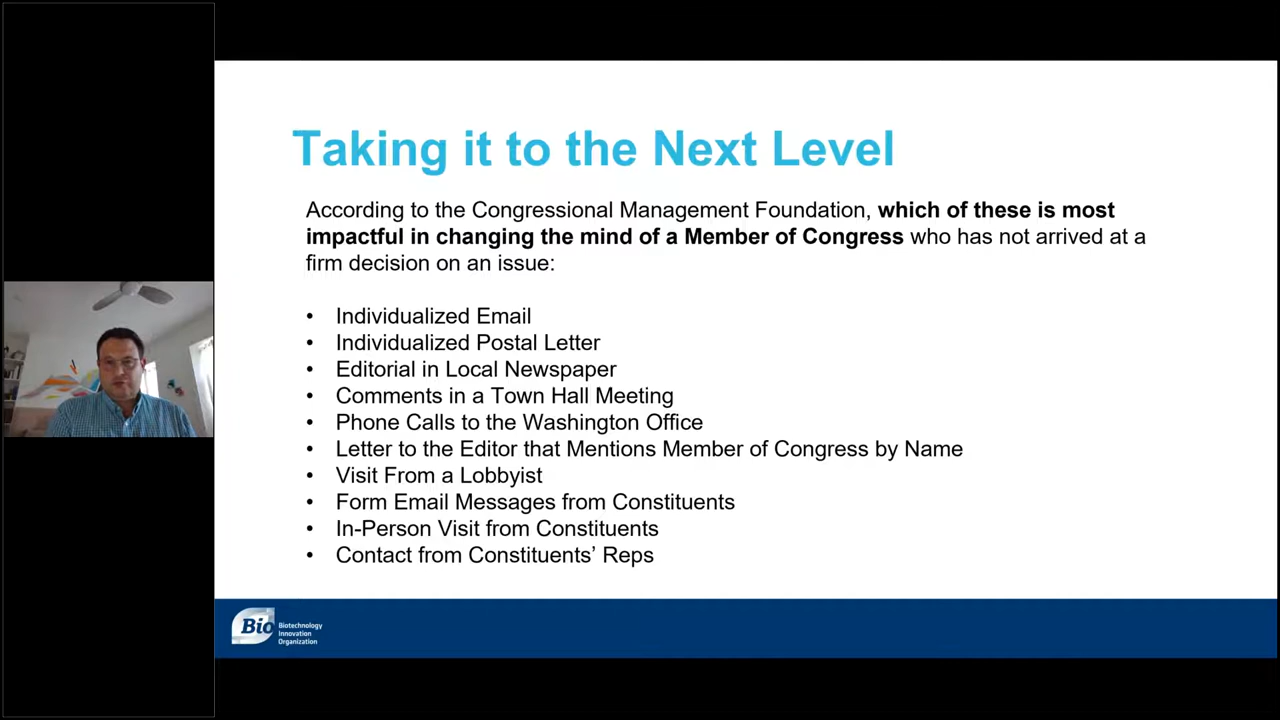 Taking it to the Next Level
According to the Congressional Management Foundation, which of these is most
impactful in changing the mind of a Member of Congress who has not arrived at a
firm decision on an issue:
• Individualized Email
• Individualized Postal Letter
• Editorial in Local Newspaper
• Comments in a Town Hall Meeting
• Phone Calls to the Washington Office
• Letter to the Editor that Mentions Member of Congress by Name
• Visit From a Lobbyist
• Form Email Messages from Constituents
• In-Person Visit from Constituents
• Contact from Constituents’ Reps
Bio
Biotechnology
Innovation
Organization